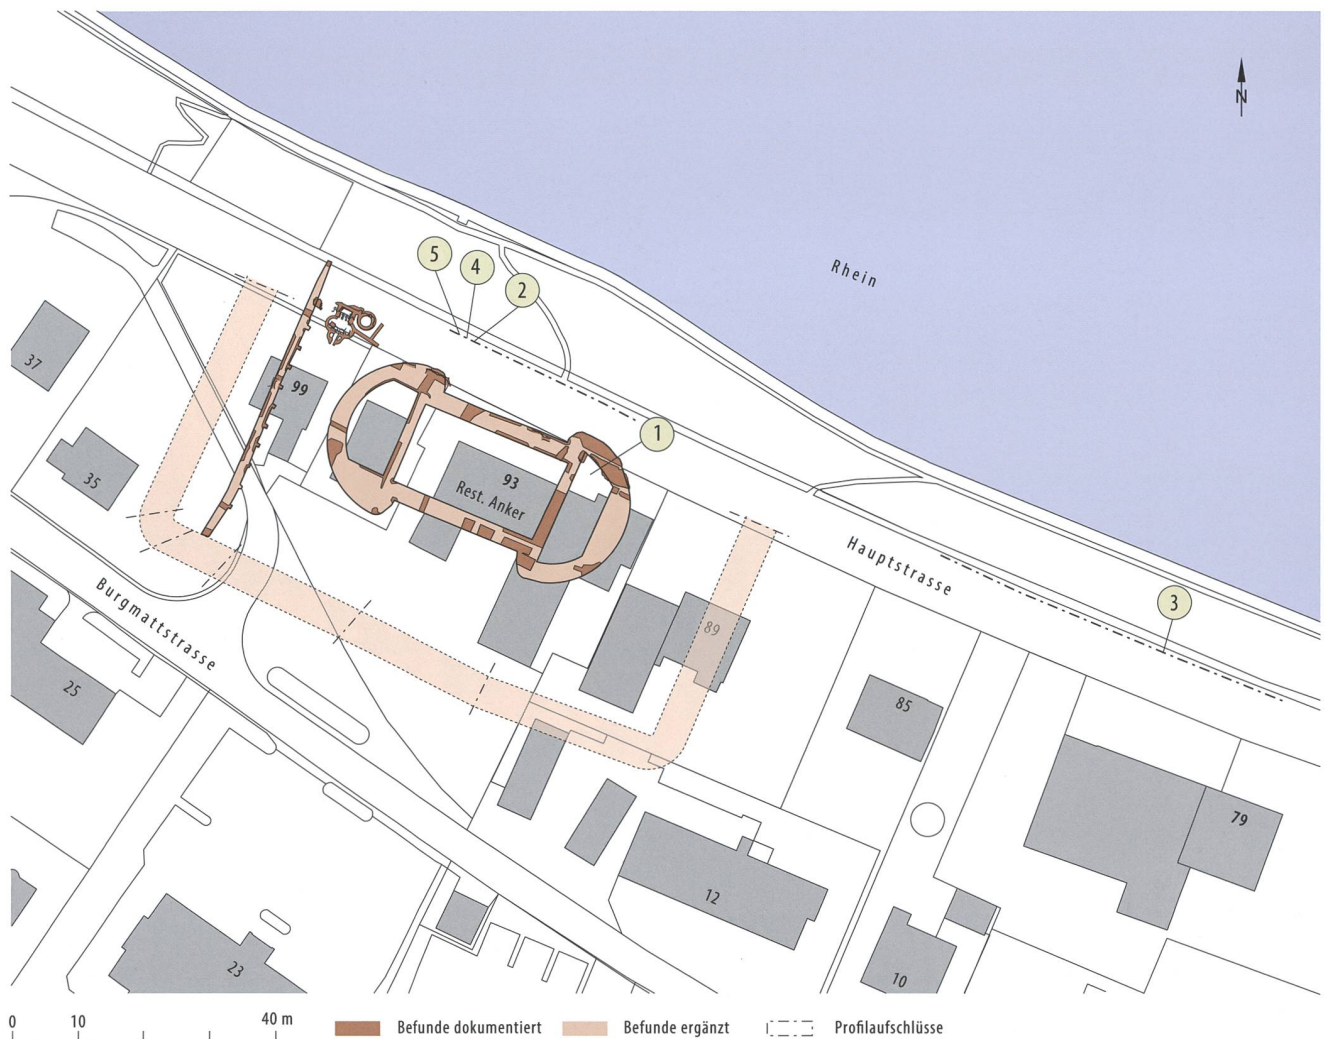 N
Rhein
5
4
2
1
3
37
99
35
93
Rest. Anker
Hauptstrasse
Burgmattstrasse
89
25
85
79
12
23
10
0 10 40 m
Befunde dokumentiert
Befunde ergänzt
Profilaufschlüsse